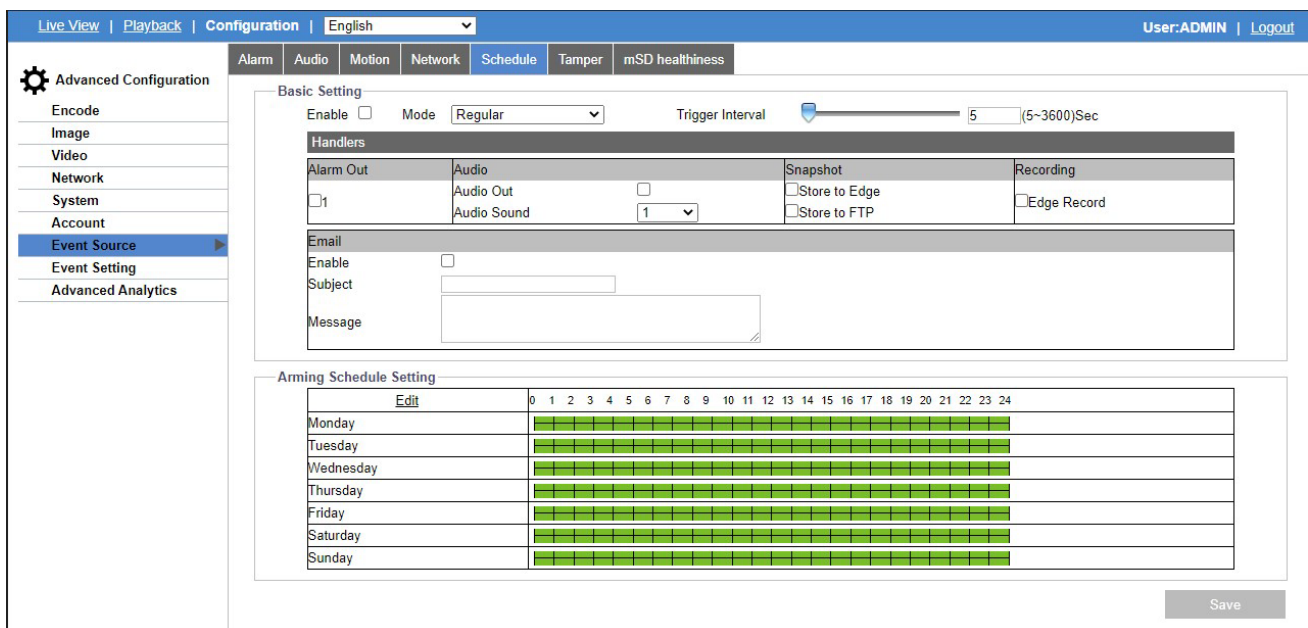 Live View | Playback | Configuration | English User:ADMIN | Logout
Alarm Audio Motion Network Schedule Tamper mSD healthiness
Advanced Configuration
Encode
Image
Video
Network
System
Account
Event Source
Event Setting
Advanced Analytics
Basic Setting
Enable Mode Regular Trigger Interval 5 (5~3600)Sec
Handlers
Alarm Out Audio Snapshot Recording
1 Audio Out Store to Edge Edge Record
Audio Sound 1 Store to FTP
Email
Enable
Subject
Message
Arming Schedule Setting
Edit 0 1 2 3 4 5 6 7 8 9 10 11 12 13 14 15 16 17 18 19 20 21 22 23 24
Monday
Tuesday
Wednesday
Thursday
Friday
Saturday
Sunday
Save